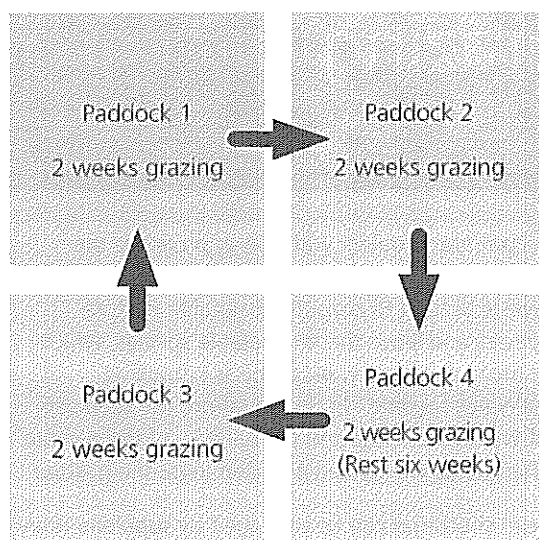 Paddock 1
2 weeks grazing
Paddock 2
2 weeks grazing
Paddock 3
2 weeks grazing
Paddock 4
2 weeks grazing
(Rest six weeks)